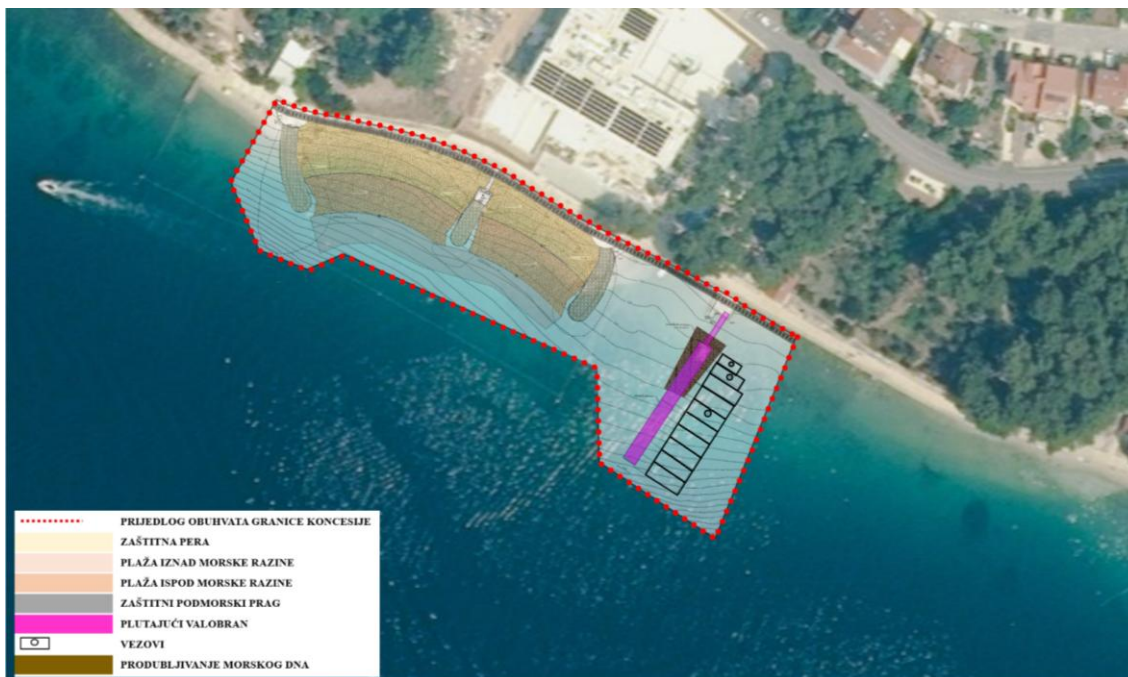 PRIJEDLOG OBUHVATA GRANICE KONCESIJE
ZAŠTITNA PERA
PLAŽA IZNAD MORSKE RAZINE
PLAŽA ISPOD MORSKE RAZINE
ZAŠTITNI PODMORSKI PRAG
PLUTAJUĆI VALOBRAN
VEZOVI
PRODUBLJIVANJE MORSKOG DNA